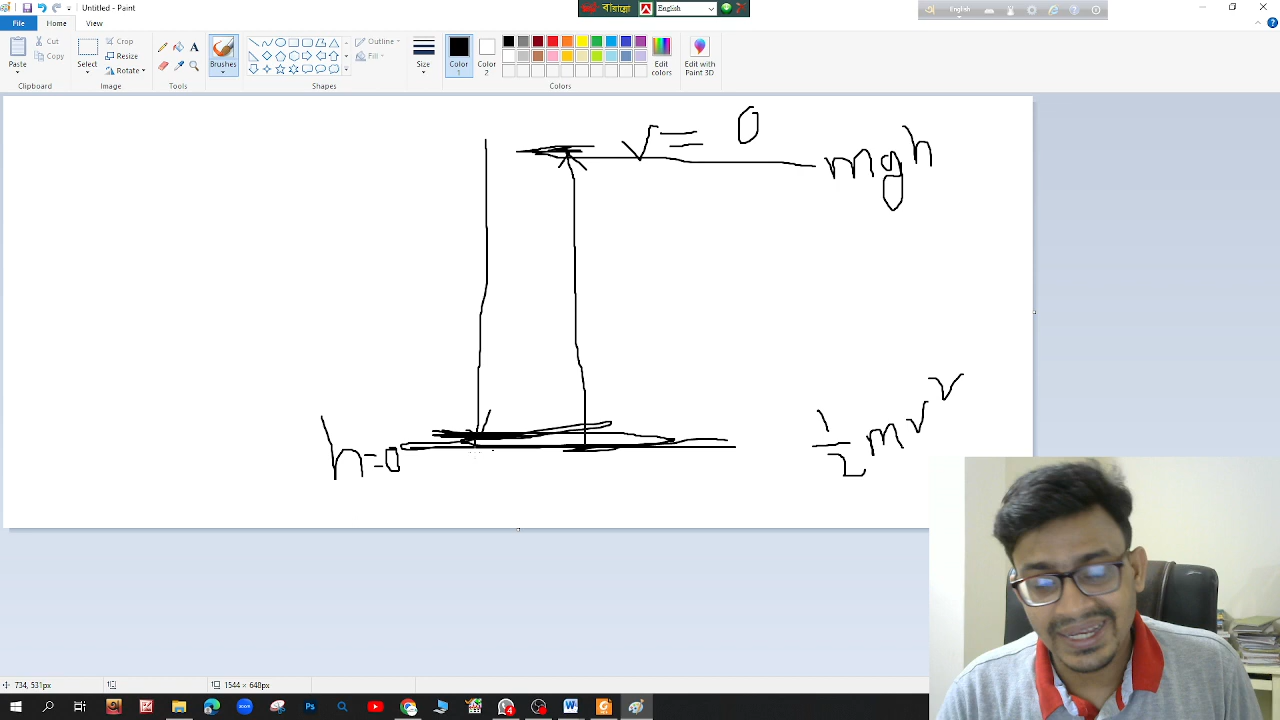 Untitled - Paint
বাংলা
English
English
File
Home
View
Paste
Cut
Copy
Clipboard
Select
Crop
Resize
Rotate
Image
Tools
Brushes
Outline
Fill
Shapes
Size
Color 1
Color 2
Edit colors
Edit with Paint 3D
Colors
v = 0
mgh
h=0
1/2 mv²
734, 531px
1544 × 648px